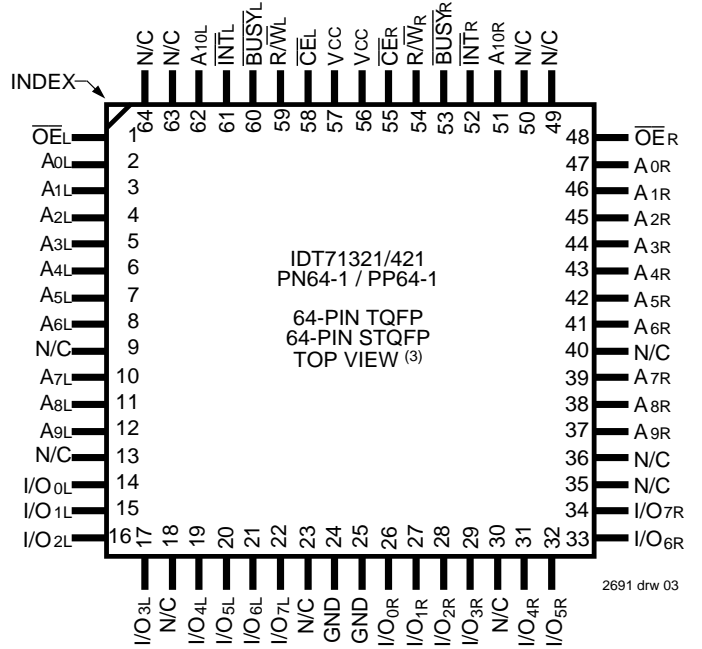 N/C
N/C
A10L
INTL
BUSYL
R/WL
CEL
VCC
VCC
CER
R/WR
BUSYR
INTR
A10R
N/C
N/C
INDEX
64
63
62
61
60
59
58
57
56
55
54
53
52
51
50
49
OEL 1
A0L 2
A1L 3
A2L 4
A3L 5
A4L 6
A5L 7
A6L 8
N/C 9
A7L 10
A8L 11
A9L 12
N/C 13
I/O0L 14
I/O1L 15
I/O2L 16
IDT71321/421
PN64-1 / PP64-1
64-PIN TQFP
64-PIN STQFP
TOP VIEW (3)
48 OER
47 A0R
46 A1R
45 A2R
44 A3R
43 A4R
42 A5R
41 A6R
40 N/C
39 A7R
38 A8R
37 A9R
36 N/C
35 N/C
34 I/O7R
33 I/O6R
17
18
19
20
21
22
23
24
25
26
27
28
29
30
31
32
I/O3L
N/C
I/O4L
I/O5L
I/O6L
I/O7L
N/C
GND
GND
I/O0R
I/O1R
I/O2R
I/O3R
N/C
I/O4R
I/O5R
2691 drw 03